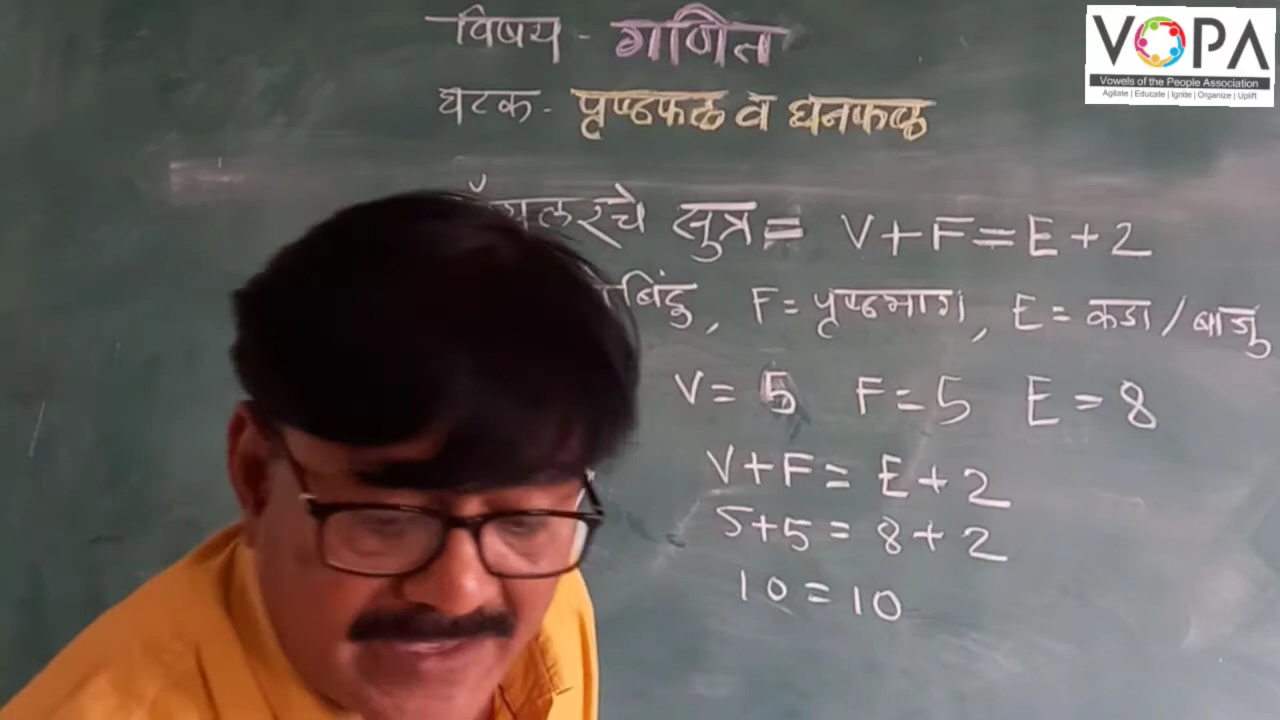 विषय - गणित
VOPA
Vowels of the People Association
Agitate | Educate | Ignite | Organize | Uplift
घटक - पृष्ठफळ व घनफळ
सुत्र = V+F=E+2
बिंदु, F= पृष्ठभाग, E= कडा / बाजु
V= 5 F=5 E=8
V+F= E+2
5+5= 8+2
10=10